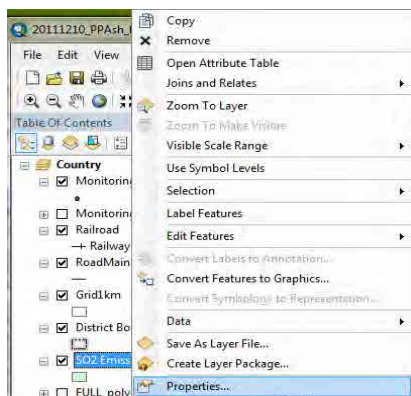 20111210_PPAsh_
File Edit View
Table Of Contents
Country
Monitorin
Monitorin
Railroad
Railway
RoadMain
Grid1km
District Bo
SO2 Emiss
FULL_poly
Copy
Remove
Open Attribute Table
Joins and Relates
Zoom To Layer
Zoom To Make Visible
Visible Scale Range
Use Symbol Levels
Selection
Label Features
Edit Features
Convert Labels to Annotation...
Convert Features to Graphics...
Convert Symbology to Representation...
Data
Save As Layer File...
Create Layer Package...
Properties...